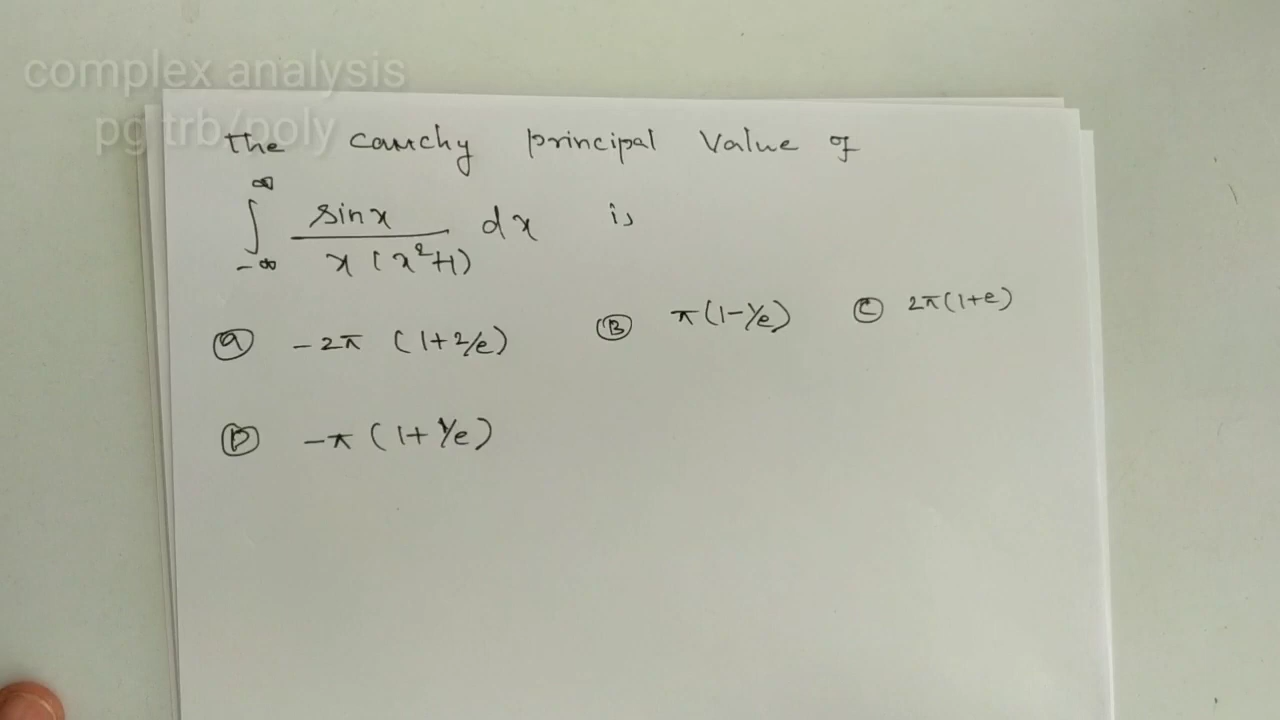 complex analysis
pg trb/poly
The cauchy principal value of
∫_{-∞}^{∞} sin x / x (x²+1) dx is
(a) -2π (1+2/e) (B) π(1-1/e) (C) 2π(1+e)
(D) -π (1+1/e)